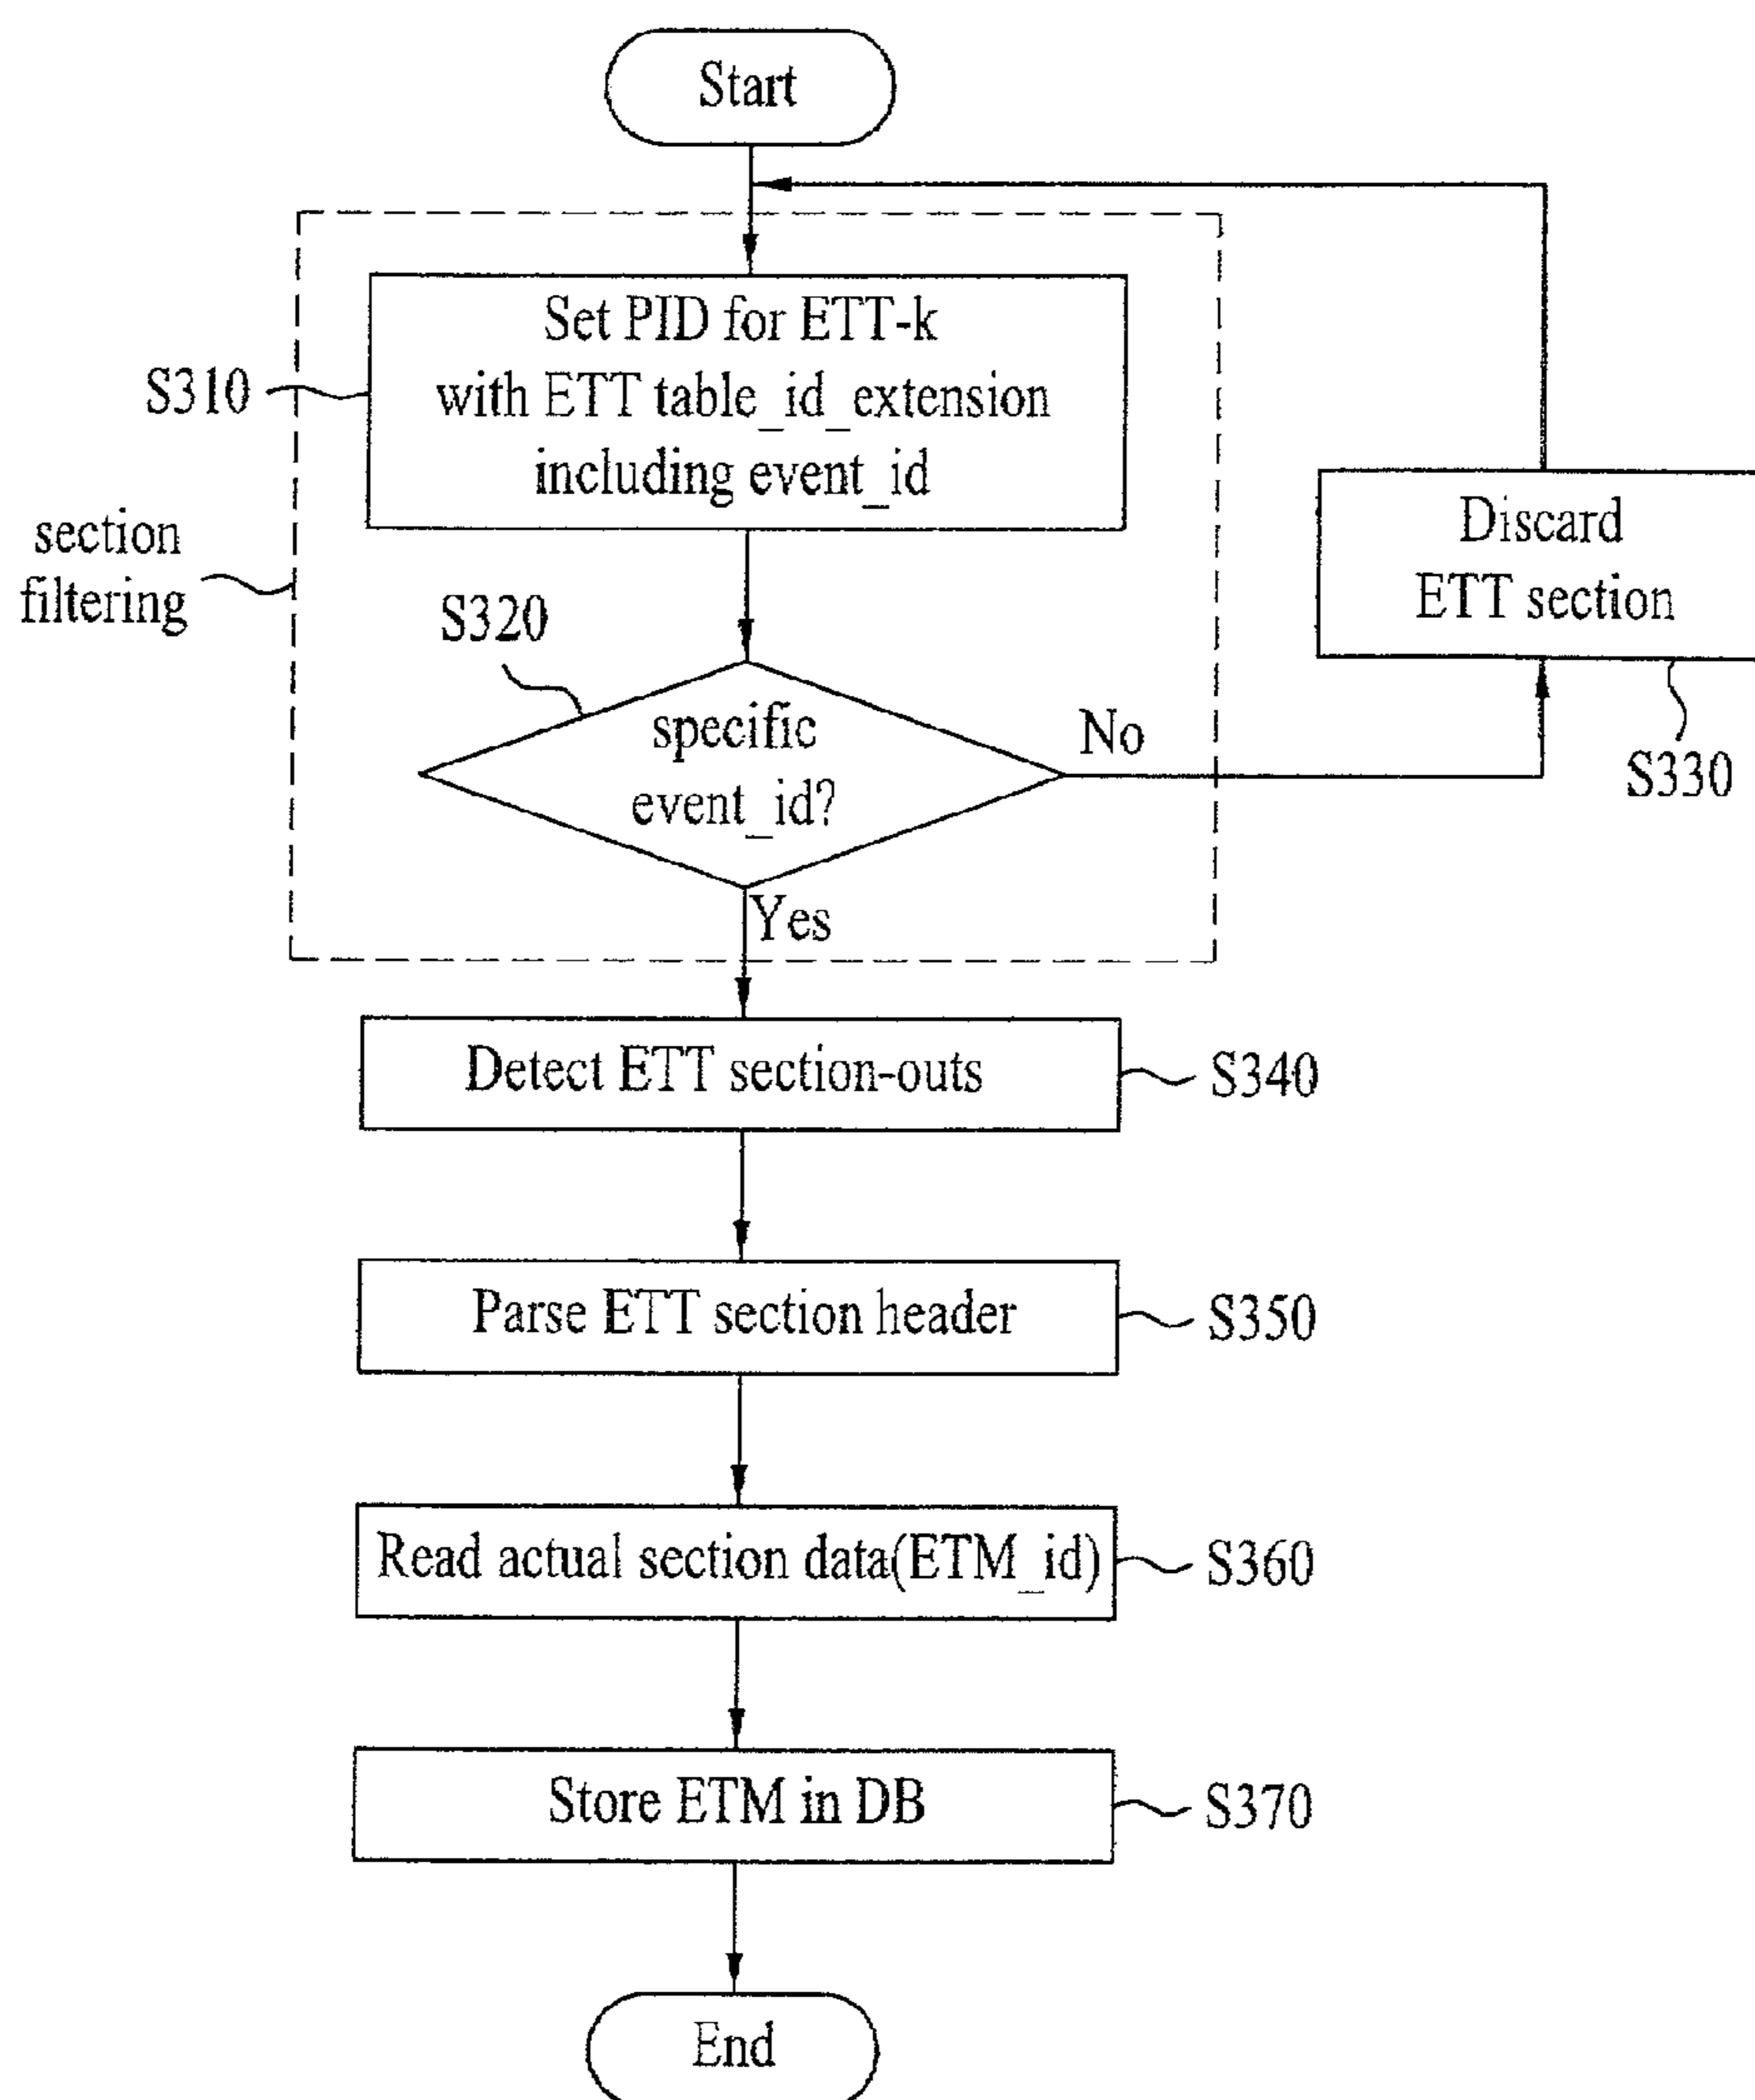 Start
Set PID for ETT-k
with ETT table_id_extension
including event_id
S310
section
filtering
Discard
ETT section
S330
S320
specific
event_id?
No
Yes
Detect ETT section-outs
S340
Parse ETT section header
S350
Read actual section data(ETM_id)
S360
Store ETM in DB
S370
End